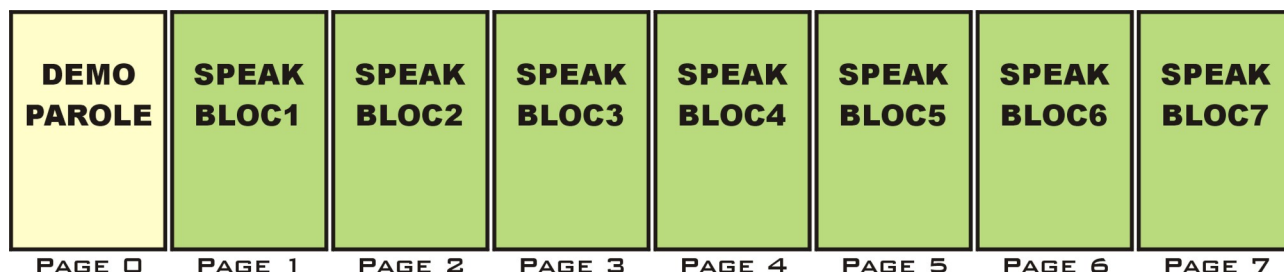 DEMO
PAROLE
SPEAK
BLOC1
SPEAK
BLOC2
SPEAK
BLOC3
SPEAK
BLOC4
SPEAK
BLOC5
SPEAK
BLOC6
SPEAK
BLOC7
PAGE 0
PAGE 1
PAGE 2
PAGE 3
PAGE 4
PAGE 5
PAGE 6
PAGE 7